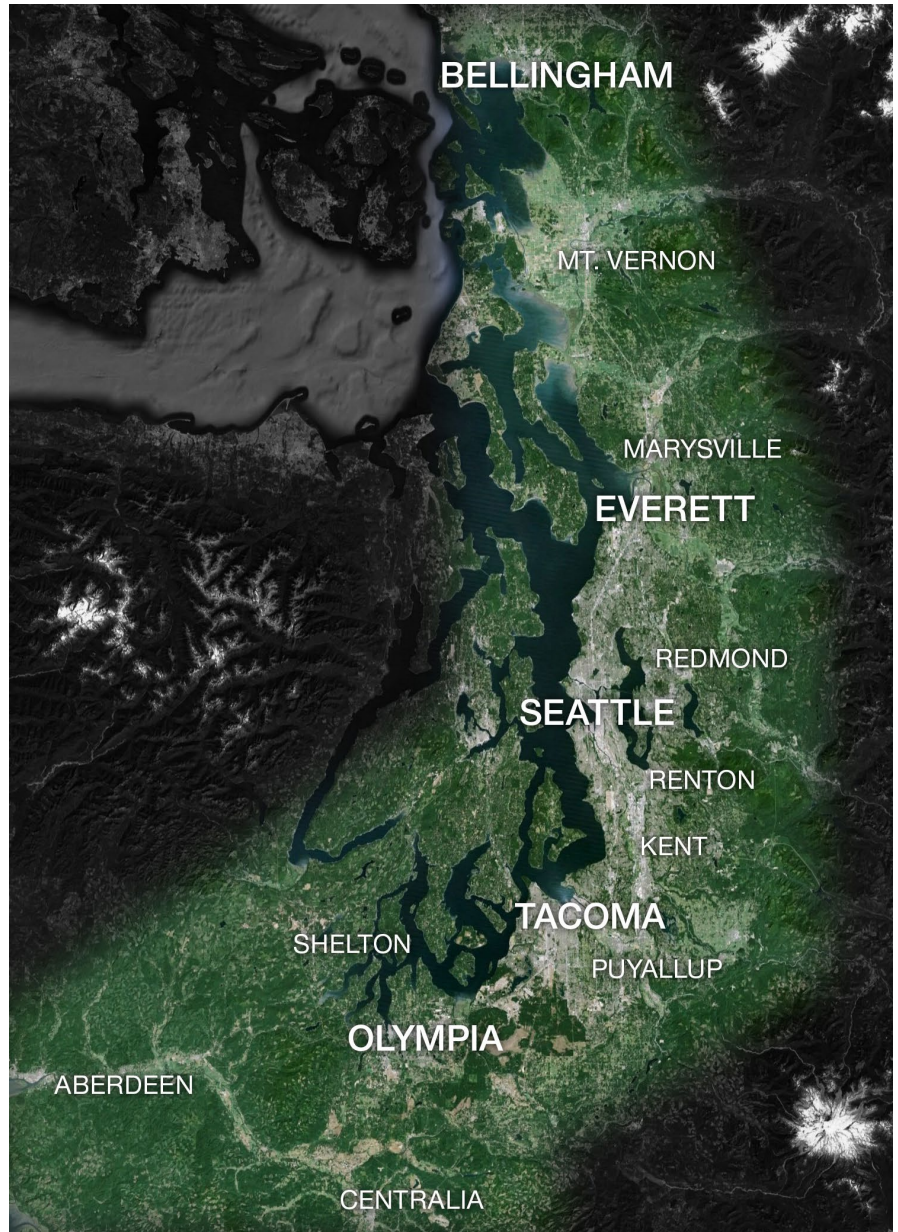 BELLINGHAM
MT. VERNON
MARYSVILLE
EVERETT
REDMOND
SEATTLE
RENTON
KENT
TACOMA
SHELTON
PUYALLUP
OLYMPIA
ABERDEEN
CENTRALIA